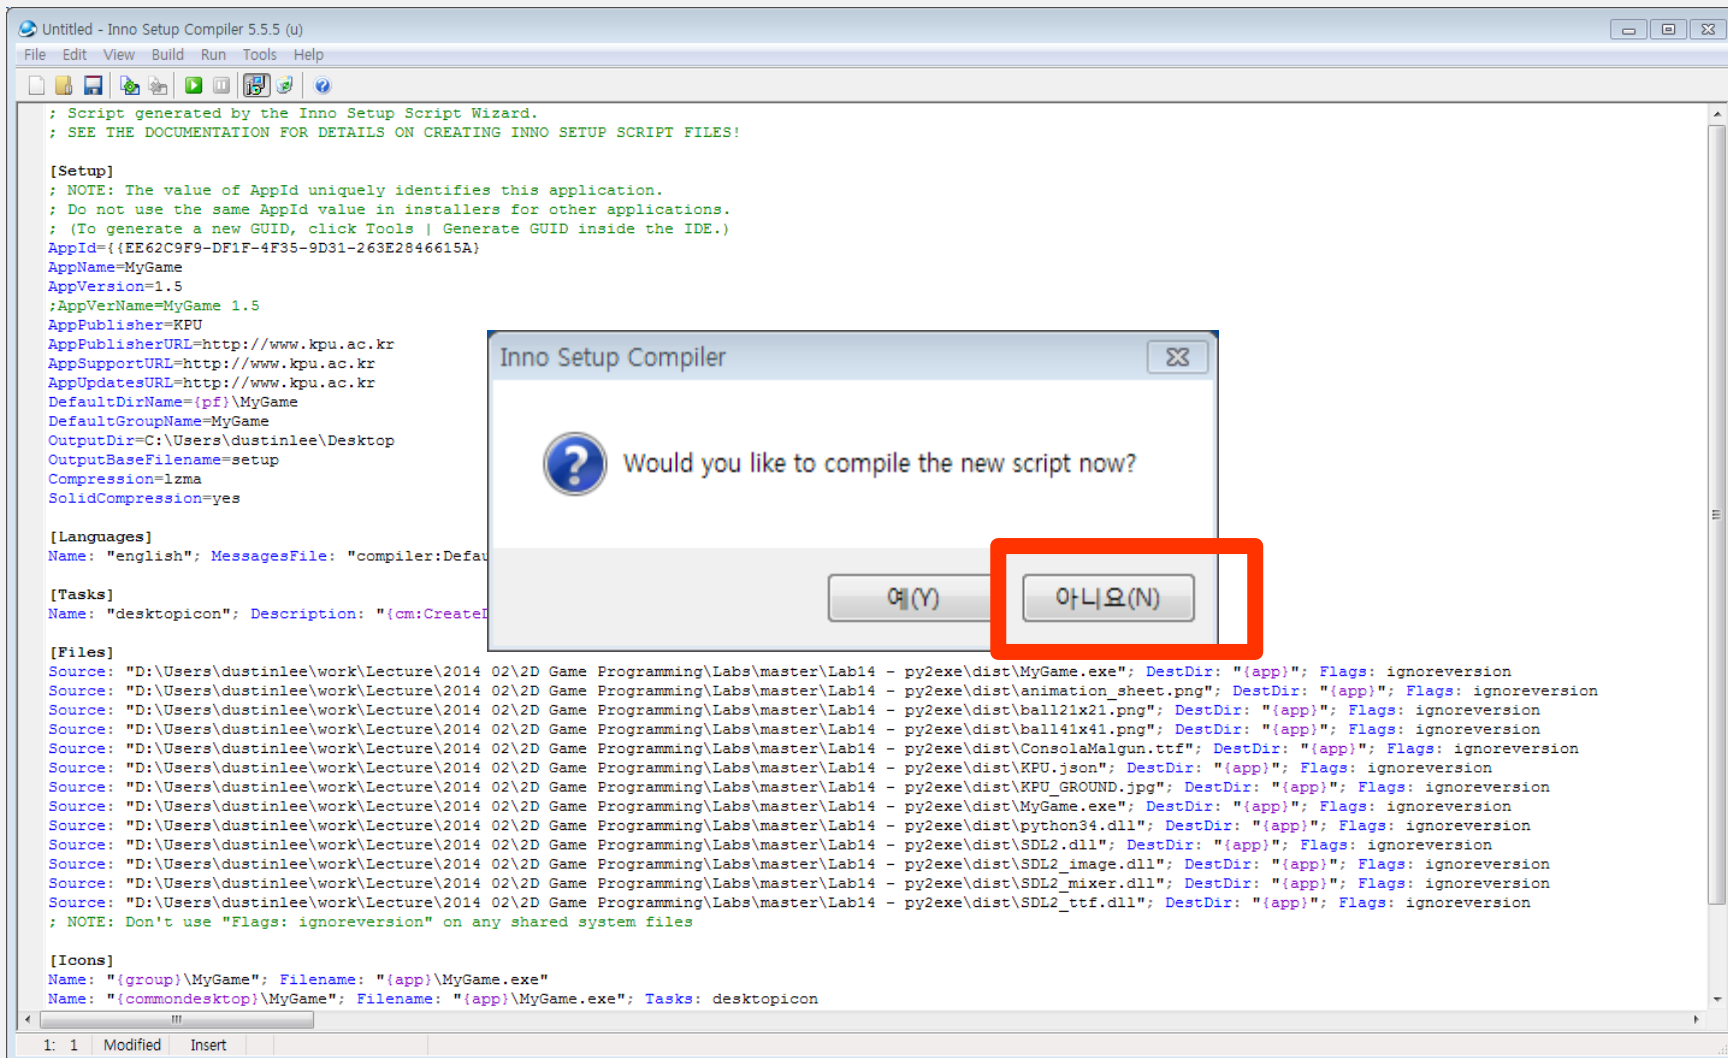 Untitled - Inno Setup Compiler 5.5.5 (u)
File Edit View Build Run Tools Help
; Script generated by the Inno Setup Script Wizard.
; SEE THE DOCUMENTATION FOR DETAILS ON CREATING INNO SETUP SCRIPT FILES!
[Setup]
; NOTE: The value of AppId uniquely identifies this application.
; Do not use the same AppId value in installers for other applications.
; (To generate a new GUID, click Tools | Generate GUID inside the IDE.)
AppId={{EE62C9F9-DF1F-4F35-9D31-263E2846615A}
AppName=MyGame
AppVersion=1.5
;AppVerName=MyGame 1.5
AppPublisher=KPU
AppPublisherURL=http://www.kpu.ac.kr
AppSupportURL=http://www.kpu.ac.kr
AppUpdatesURL=http://www.kpu.ac.kr
DefaultDirName={pf}\MyGame
DefaultGroupName=MyGame
OutputDir=C:\Users\dustinlee\Desktop
OutputBaseFilename=setup
Compression=lzma
SolidCompression=yes
[Languages]
Name: "english"; MessagesFile: "compiler:Defau
[Tasks]
Name: "desktopicon"; Description: "{cm:CreateD
[Files]
Source: "D:\Users\dustinlee\work\Lecture\2014 02\2D Game Programming\Labs\master\Lab14 - py2exe\dist\MyGame.exe"; DestDir: "{app}"; Flags: ignoreversion
Source: "D:\Users\dustinlee\work\Lecture\2014 02\2D Game Programming\Labs\master\Lab14 - py2exe\dist\animation_sheet.png"; DestDir: "{app}"; Flags: ignoreversion
Source: "D:\Users\dustinlee\work\Lecture\2014 02\2D Game Programming\Labs\master\Lab14 - py2exe\dist\ball21x21.png"; DestDir: "{app}"; Flags: ignoreversion
Source: "D:\Users\dustinlee\work\Lecture\2014 02\2D Game Programming\Labs\master\Lab14 - py2exe\dist\ball41x41.png"; DestDir: "{app}"; Flags: ignoreversion
Source: "D:\Users\dustinlee\work\Lecture\2014 02\2D Game Programming\Labs\master\Lab14 - py2exe\dist\ConsolaMalgun.ttf"; DestDir: "{app}"; Flags: ignoreversion
Source: "D:\Users\dustinlee\work\Lecture\2014 02\2D Game Programming\Labs\master\Lab14 - py2exe\dist\KPU.json"; DestDir: "{app}"; Flags: ignoreversion
Source: "D:\Users\dustinlee\work\Lecture\2014 02\2D Game Programming\Labs\master\Lab14 - py2exe\dist\KPU_GROUND.jpg"; DestDir: "{app}"; Flags: ignoreversion
Source: "D:\Users\dustinlee\work\Lecture\2014 02\2D Game Programming\Labs\master\Lab14 - py2exe\dist\MyGame.exe"; DestDir: "{app}"; Flags: ignoreversion
Source: "D:\Users\dustinlee\work\Lecture\2014 02\2D Game Programming\Labs\master\Lab14 - py2exe\dist\python34.dll"; DestDir: "{app}"; Flags: ignoreversion
Source: "D:\Users\dustinlee\work\Lecture\2014 02\2D Game Programming\Labs\master\Lab14 - py2exe\dist\SDL2.dll"; DestDir: "{app}"; Flags: ignoreversion
Source: "D:\Users\dustinlee\work\Lecture\2014 02\2D Game Programming\Labs\master\Lab14 - py2exe\dist\SDL2_image.dll"; DestDir: "{app}"; Flags: ignoreversion
Source: "D:\Users\dustinlee\work\Lecture\2014 02\2D Game Programming\Labs\master\Lab14 - py2exe\dist\SDL2_mixer.dll"; DestDir: "{app}"; Flags: ignoreversion
Source: "D:\Users\dustinlee\work\Lecture\2014 02\2D Game Programming\Labs\master\Lab14 - py2exe\dist\SDL2_ttf.dll"; DestDir: "{app}"; Flags: ignoreversion
; NOTE: Don't use "Flags: ignoreversion" on any shared system files
[Icons]
Name: "{group}\MyGame"; Filename: "{app}\MyGame.exe"
Name: "{commondesktop}\MyGame"; Filename: "{app}\MyGame.exe"; Tasks: desktopicon
1: 1 Modified Insert
Inno Setup Compiler
Would you like to compile the new script now?
예(Y) 아니요(N)